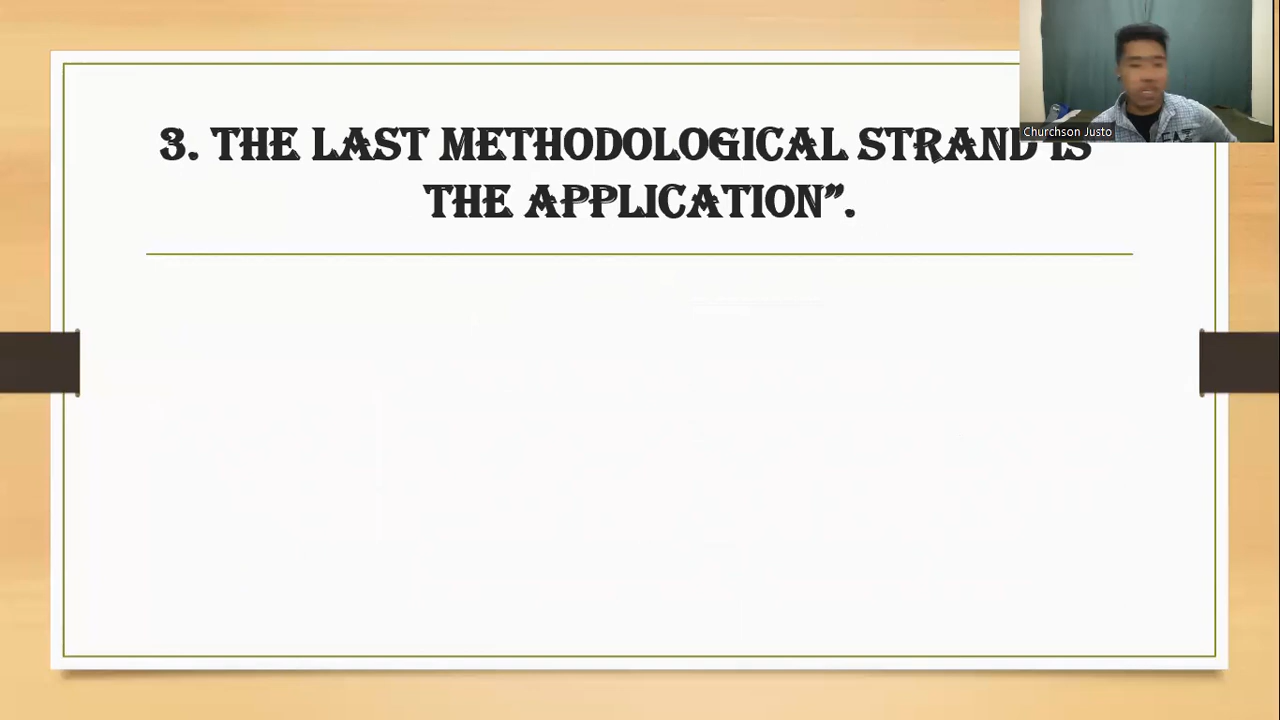 3. THE LAST METHODOLOGICAL STRAND IS
THE APPLICATION”.
Churchson Justo